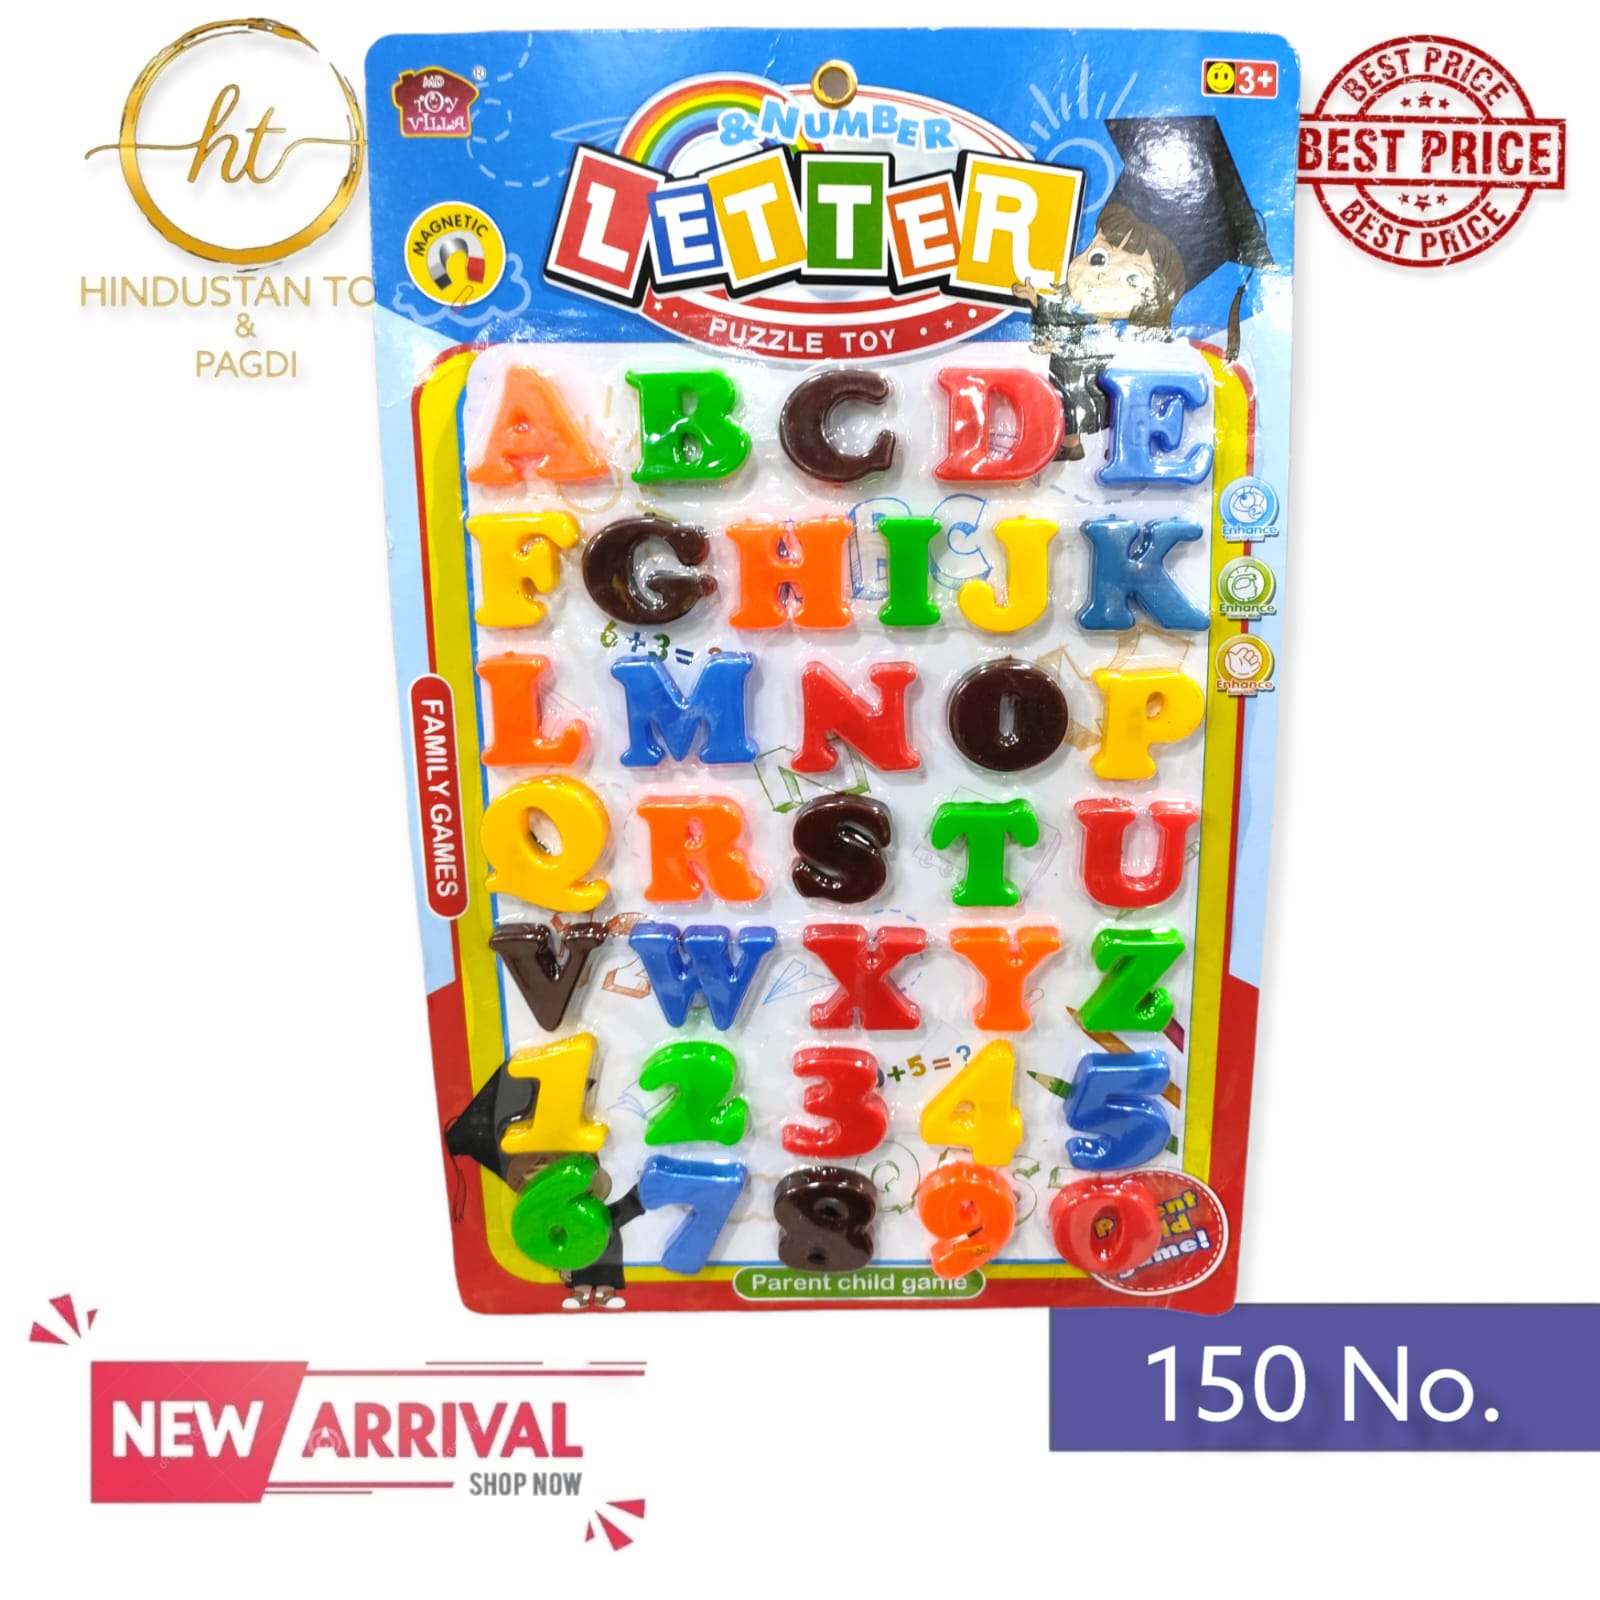 ht
HINDUSTAN TO
&
PAGDI
MD
TOY
VILLA
®
MAGNETIC
& NUMBER
LETTER
PUZZLE TOY
3+
BEST PRICE
BEST PRICE
BEST PRICE
A B C D E
F G H I J K
L M N O P
Q R S T U
V W X Y Z
1 2 3 4 5
6 7 8 9 0
BC
6+3=
+5=?
Enhance
Enhance
Enhance
FAMILY GAMES
Parent child game
NEW ARRIVAL
SHOP NOW
150 No.